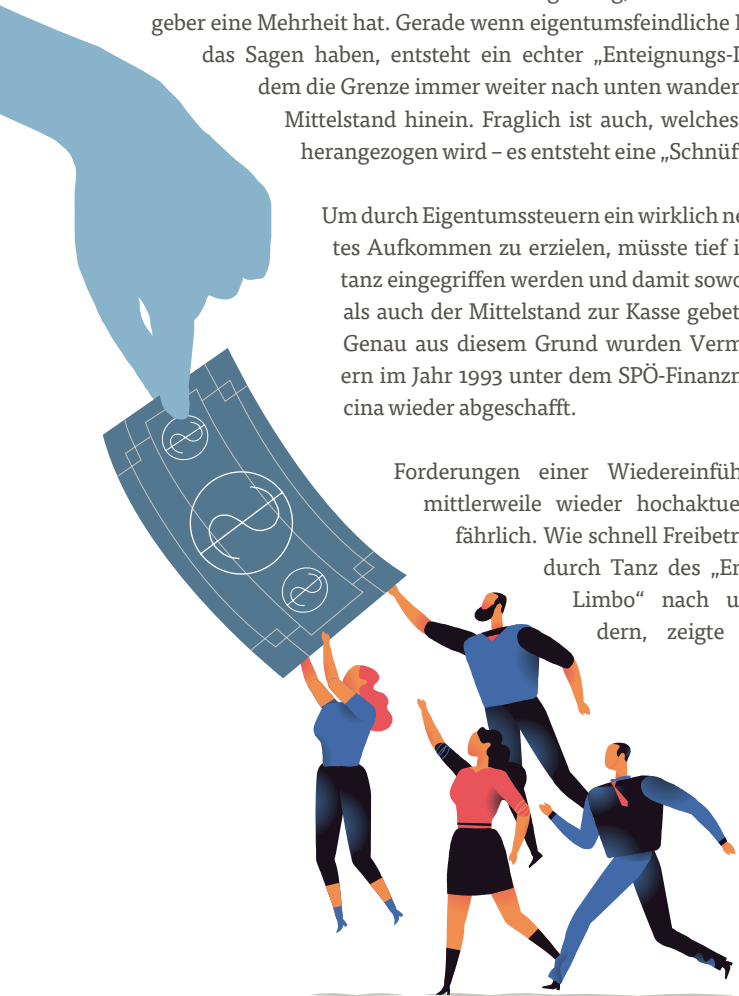 geber eine Mehrheit hat. Gerade wenn eigentumsfeindliche
das Sagen haben, entsteht ein echter „Enteignungs-
dem die Grenze immer weiter nach unten wander
Mittelstand hinein. Fraglich ist auch, welches
herangezogen wird – es entsteht eine „Schnüf
Um durch Eigentumssteuern ein wirklich ne
tes Aufkommen zu erzielen, müsste tief i
tanz eingegriffen werden und damit sowo
als auch der Mittelstand zur Kasse gebet
Genau aus diesem Grund wurden Verm
ern im Jahr 1993 unter dem SPÖ-Finanzm
cina wieder abgeschafft.
Forderungen einer Wiedereinfüh
mittlerweile wieder hochaktue
fährlich. Wie schnell Freibetr
durch Tanz des „Er
Limbo“ nach u
dern, zeigte